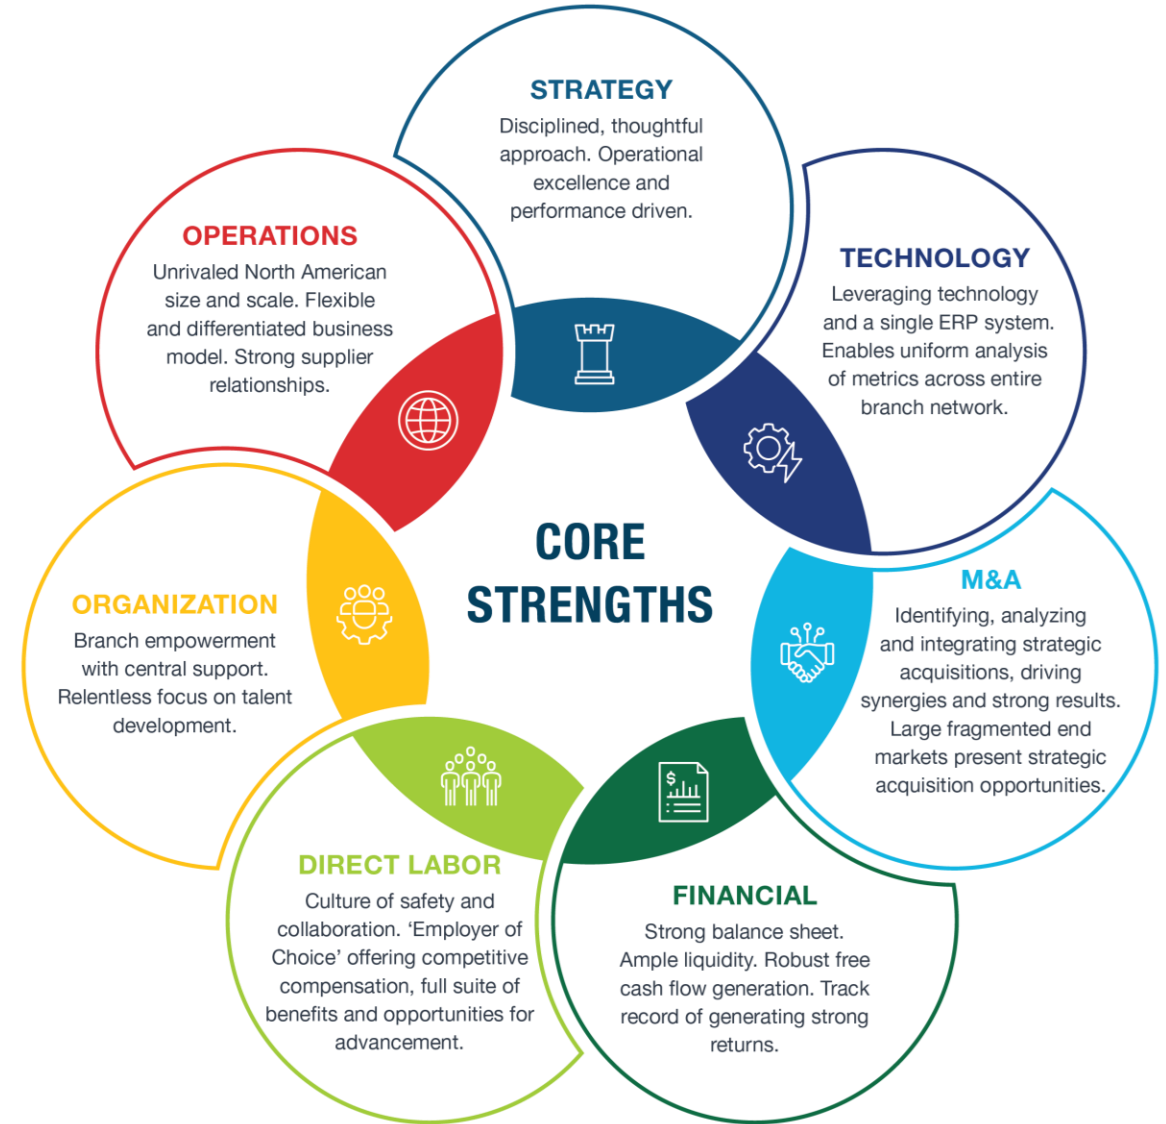 STRATEGY
Disciplined, thoughtful
approach. Operational
excellence and
performance driven.
TECHNOLOGY
Leveraging technology
and a single ERP system.
Enables uniform analysis
of metrics across entire
branch network.
M&A
Identifying, analyzing
and integrating strategic
acquisitions, driving
synergies and strong results.
Large fragmented end
markets present strategic
acquisition opportunities.
FINANCIAL
Strong balance sheet.
Ample liquidity. Robust free
cash flow generation. Track
record of generating strong
returns.
DIRECT LABOR
Culture of safety and
collaboration. ‘Employer of
Choice’ offering competitive
compensation, full suite of
benefits and opportunities for
advancement.
ORGANIZATION
Branch empowerment
with central support.
Relentless focus on talent
development.
OPERATIONS
Unrivaled North American
size and scale. Flexible
and differentiated business
model. Strong supplier
relationships.
CORE
STRENGTHS
$